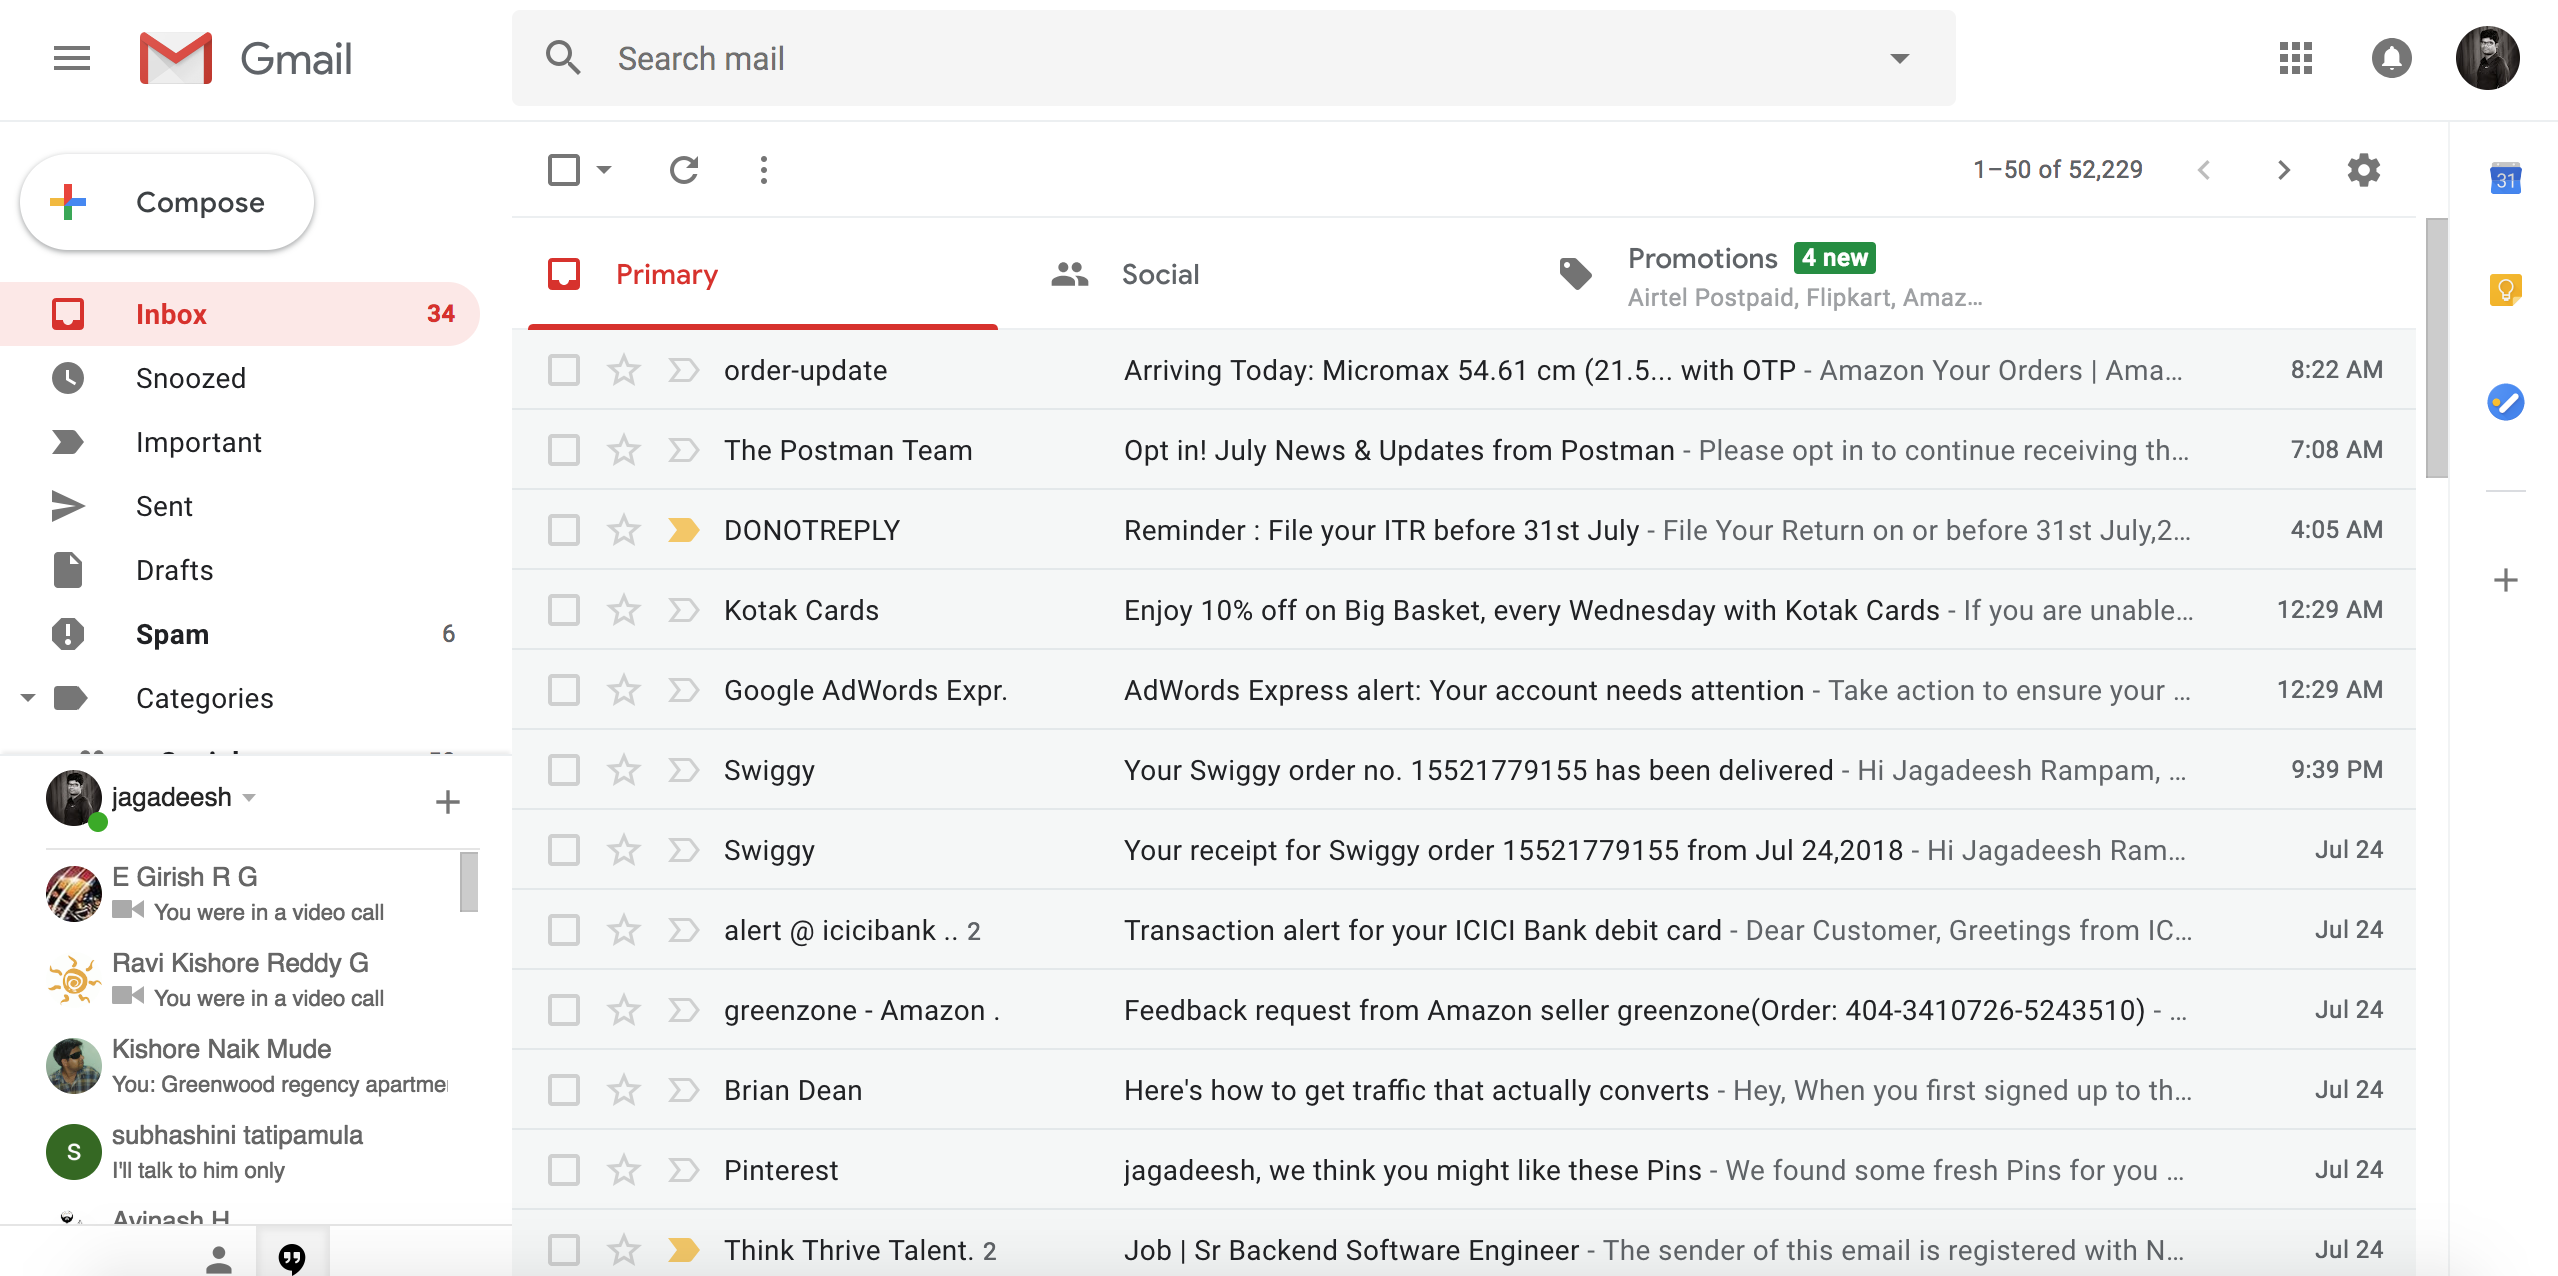 Gmail
Search mail
Compose
1–50 of 52,229
31
Inbox 34
Snoozed
Important
Sent
Drafts
Spam 6
Categories
Primary
Social
Promotions 4 new
Airtel Postpaid, Flipkart, Amaz...
order-update Arriving Today: Micromax 54.61 cm (21.5... with OTP - Amazon Your Orders | Ama... 8:22 AM
The Postman Team Opt in! July News & Updates from Postman - Please opt in to continue receiving th... 7:08 AM
DONOTREPLY Reminder : File your ITR before 31st July - File Your Return on or before 31st July,2... 4:05 AM
Kotak Cards Enjoy 10% off on Big Basket, every Wednesday with Kotak Cards - If you are unable... 12:29 AM
Google AdWords Expr. AdWords Express alert: Your account needs attention - Take action to ensure your ... 12:29 AM
Swiggy Your Swiggy order no. 15521779155 has been delivered - Hi Jagadeesh Rampam, ... 9:39 PM
Swiggy Your receipt for Swiggy order 15521779155 from Jul 24,2018 - Hi Jagadeesh Ram... Jul 24
alert @ icicibank .. 2 Transaction alert for your ICICI Bank debit card - Dear Customer, Greetings from IC... Jul 24
greenzone - Amazon . Feedback request from Amazon seller greenzone(Order: 404-3410726-5243510) - ... Jul 24
Brian Dean Here's how to get traffic that actually converts - Hey, When you first signed up to th... Jul 24
Pinterest jagadeesh, we think you might like these Pins - We found some fresh Pins for you ... Jul 24
Think Thrive Talent. 2 Job | Sr Backend Software Engineer - The sender of this email is registered with N... Jul 24
jagadeesh
E Girish R G
You were in a video call
Ravi Kishore Reddy G
You were in a video call
Kishore Naik Mude
You: Greenwood regency apartme
S
subhashini tatipamula
I'll talk to him only
Avinash H